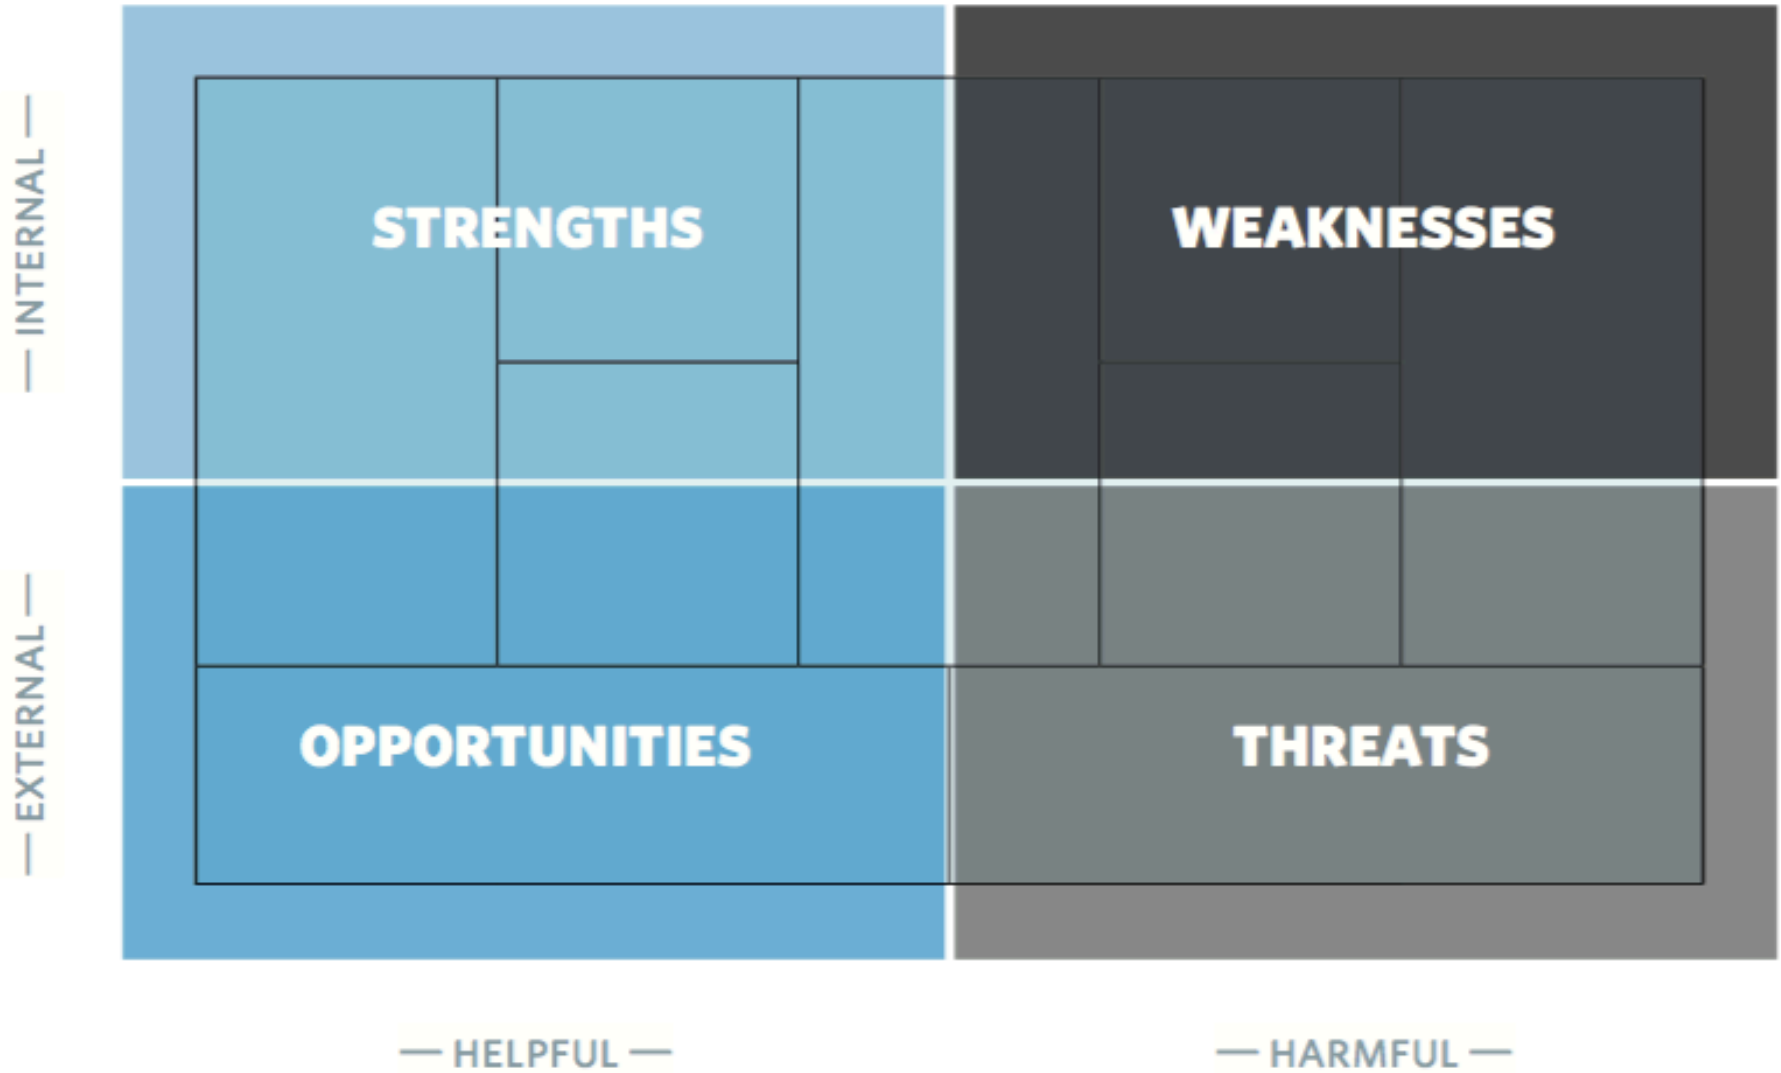 INTERNAL
STRENGTHS
WEAKNESSES
EXTERNAL
OPPORTUNITIES
THREATS
HELPFUL
HARMFUL